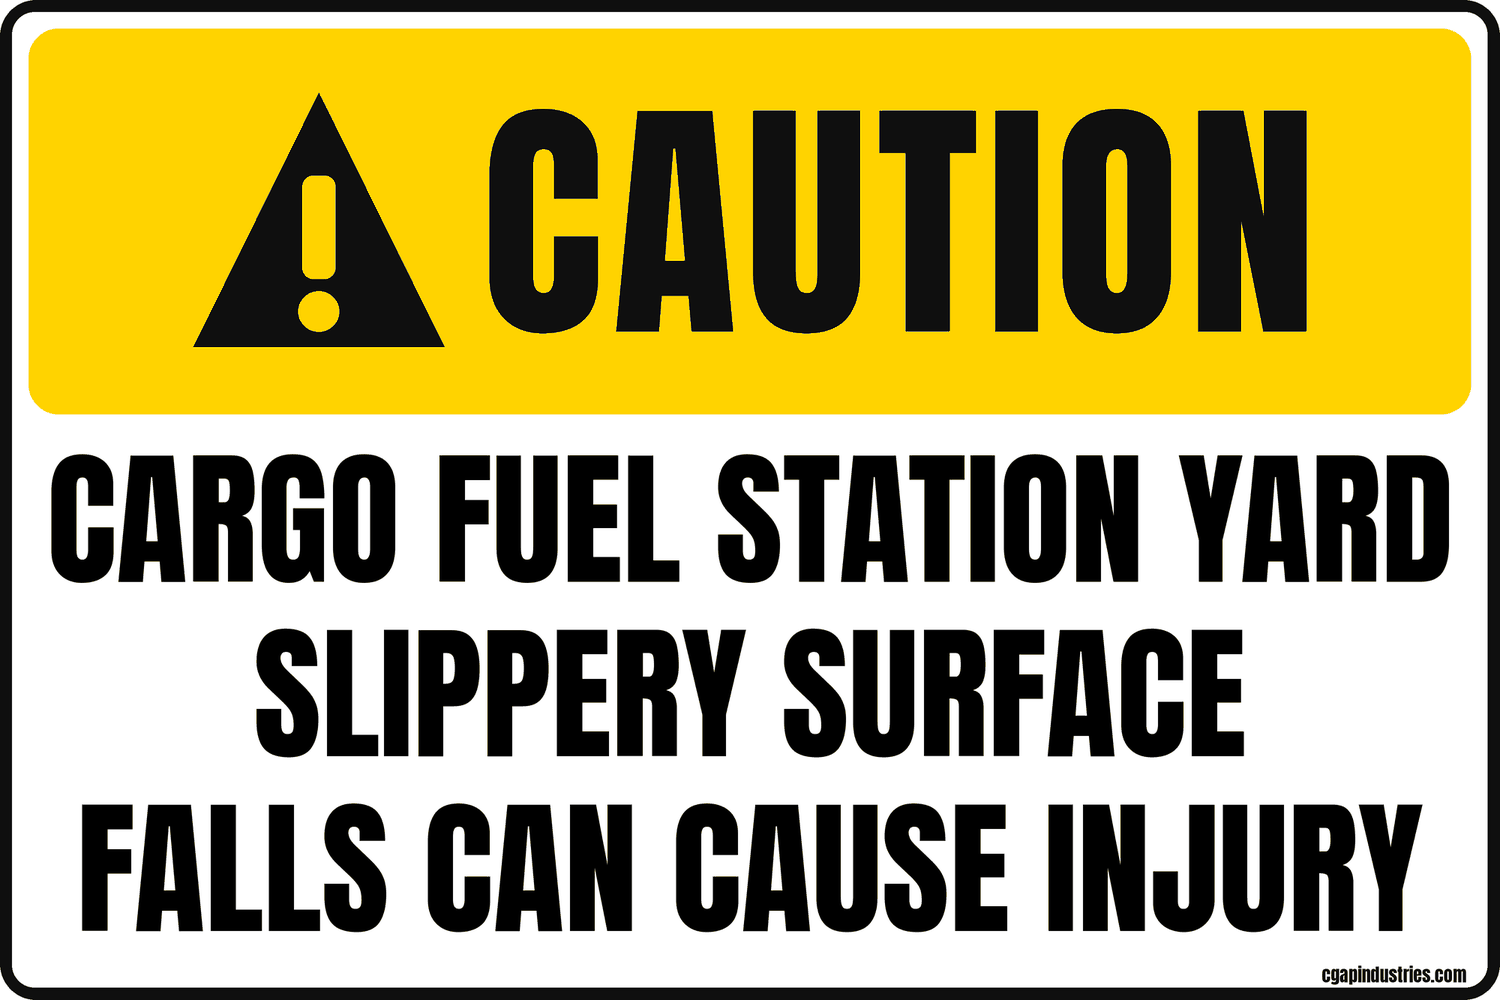 CAUTION
CARGO FUEL STATION YARD
SLIPPERY SURFACE
FALLS CAN CAUSE INJURY
cgapindustries.com